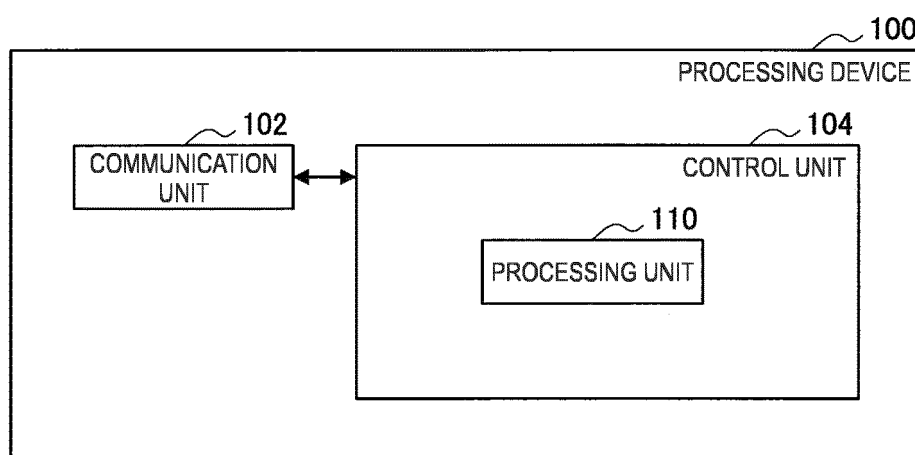 100
PROCESSING DEVICE
102
COMMUNICATION
UNIT
104
CONTROL UNIT
110
PROCESSING UNIT